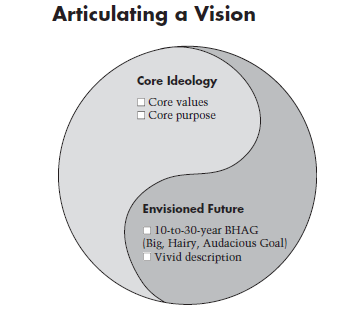 Articulating a Vision
Core Ideology
Core values
Core purpose
Envisioned Future
10-to-30-year BHAG
(Big, Hairy, Audacious Goal)
Vivid description